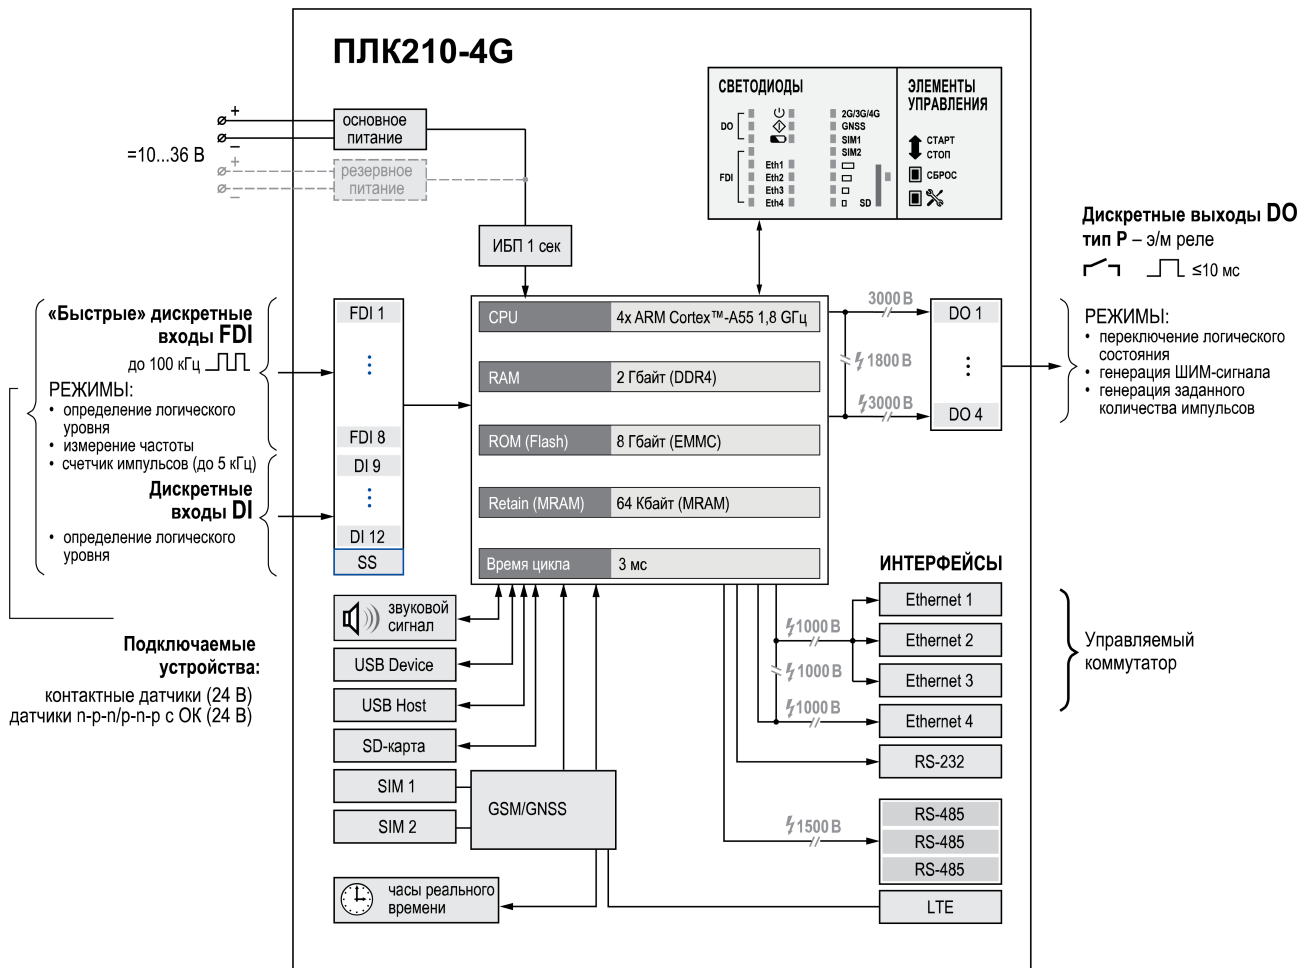 ПЛК210-4G
+
основное
питание
–
=10...36 В
+
резервное
питание
–
ИБП 1 сек
СВЕТОДИОДЫ
DO
FDI
Eth1
Eth2
Eth3
Eth4
2G/3G/4G
GNSS
SIM1
SIM2
SD
ЭЛЕМЕНТЫ
УПРАВЛЕНИЯ
СТАРТ
СТОП
СБРОС
Дискретные выходы DO
тип Р – э/м реле
≤10 мс
РЕЖИМЫ:
• переключение логического
состояния
• генерация ШИМ-сигнала
• генерация заданного
количества импульсов
«Быстрые» дискретные
входы FDI
до 100 кГц
РЕЖИМЫ:
• определение логического
уровня
• измерение частоты
• счетчик импульсов (до 5 кГц)
Дискретные
входы DI
• определение логического
уровня
Подключаемые
устройства:
контактные датчики (24 В)
датчики n-p-n/p-n-p с ОК (24 В)
FDI 1
FDI 8
DI 9
DI 12
SS
CPU 4x ARM Cortex™-A55 1,8 ГГц
RAM 2 Гбайт (DDR4)
ROM (Flash) 8 Гбайт (EMMC)
Retain (MRAM) 64 Кбайт (MRAM)
Время цикла 3 мс
3000 В
1800 В
3000 В
DO 1
DO 4
звуковой
сигнал
USB Device
USB Host
SD-карта
SIM 1
SIM 2
GSM/GNSS
часы реального
времени
ИНТЕРФЕЙСЫ
Ethernet 1
1000 В
Ethernet 2
1000 В
Ethernet 3
1000 В
Ethernet 4
RS-232
1500 В
RS-485
RS-485
RS-485
LTE
Управляемый
коммутатор